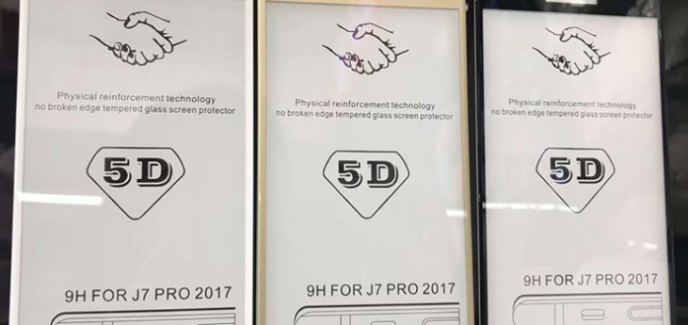 Physical reinforcement technology
no broken edge tempered glass screen protector
5D
9H FOR J7 PRO 2017
Physical reinforcement technology
no broken edge tempered glass screen protector
5D
9H FOR J7 PRO 2017
Physical reinforcement technology
no broken edge tempered glass screen protector
5D
9H FOR J7 PRO 2017